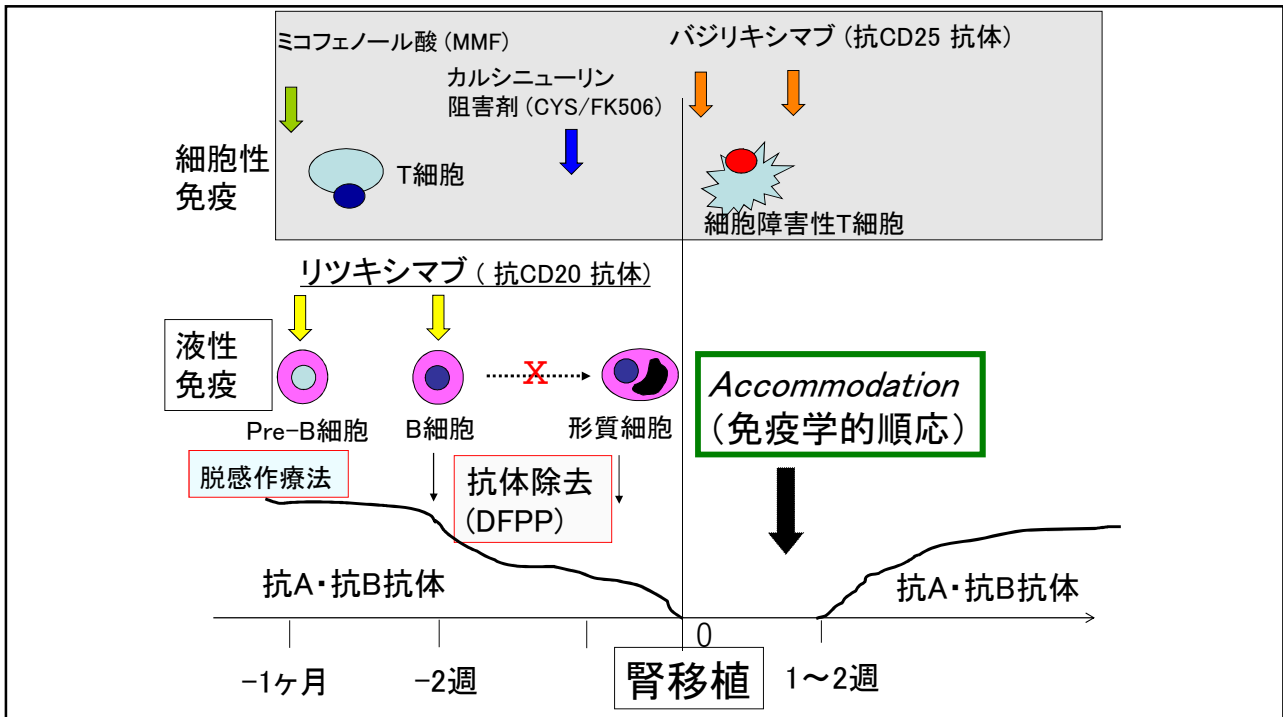 ミコフェノール酸 (MMF)
バジリキシマブ (抗CD25 抗体)
カルシニューリン
阻害剤 (CYS/FK506)
細胞性
免疫
T細胞
細胞障害性T細胞
リツキシマブ ( 抗CD20 抗体)
液性
免疫
X
Pre-B細胞
B細胞
形質細胞
Accommodation
(免疫学的順応)
脱感作療法
抗体除去
(DFPP)
抗A・抗B抗体
抗A・抗B抗体
0
-1ヶ月
-2週
腎移植
1~2週